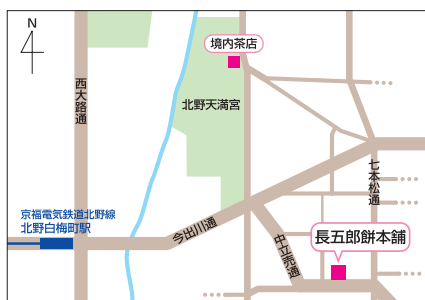 N
境内茶店
西大路通
北野天満宮
七本松通
京福電気鉄道北野線
北野白梅町駅
今出川通
中立売通
長五郎餅本舗